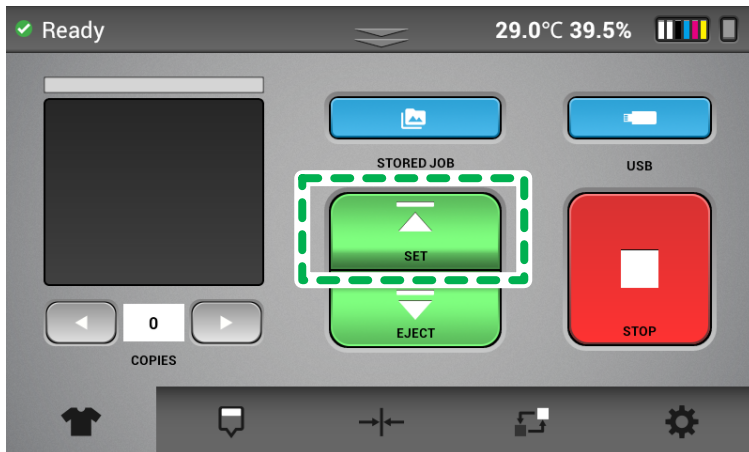 Ready 29.0℃ 39.5%
STORED JOB USB
SET
0
EJECT STOP
COPIES